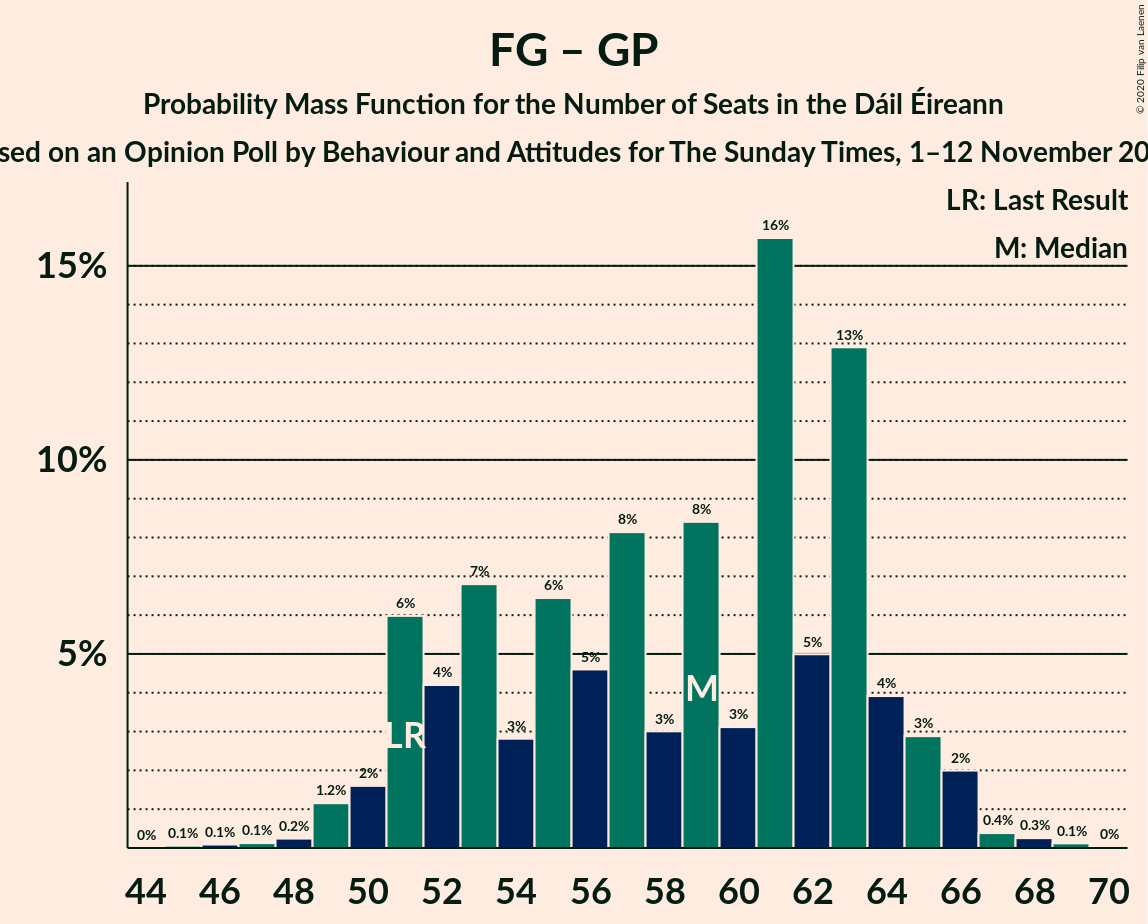 FG – GP
Probability Mass Function for the Number of Seats in the Dáil Éireann
sed on an Opinion Poll by Behaviour and Attitudes for The Sunday Times, 1–12 November 20
© 2020 Filip van Laenen
LR: Last Result
M: Median
15%
10%
5%
0% 0.1% 0.1% 0.1% 0.2% 1.2% 2% 6% 4% 7% 3% 6% 5% 8% 3% 8% 3% 16% 5% 13% 4% 3% 2% 0.4% 0.3% 0.1% 0%
LR
M
44 46 48 50 52 54 56 58 60 62 64 66 68 70